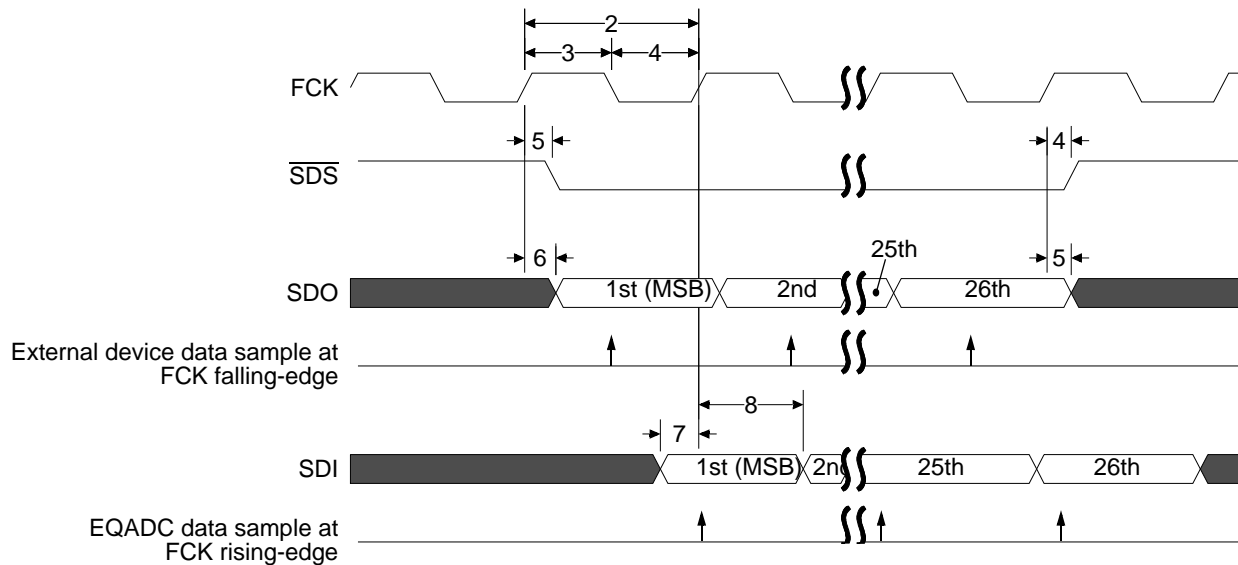 2
3 4
FCK
5 4
SDS
25th
6 5
SDO 1st (MSB) 2nd 26th
External device data sample at
FCK falling-edge
8
7
SDI 1st (MSB) 2nd 25th 26th
EQADC data sample at
FCK rising-edge